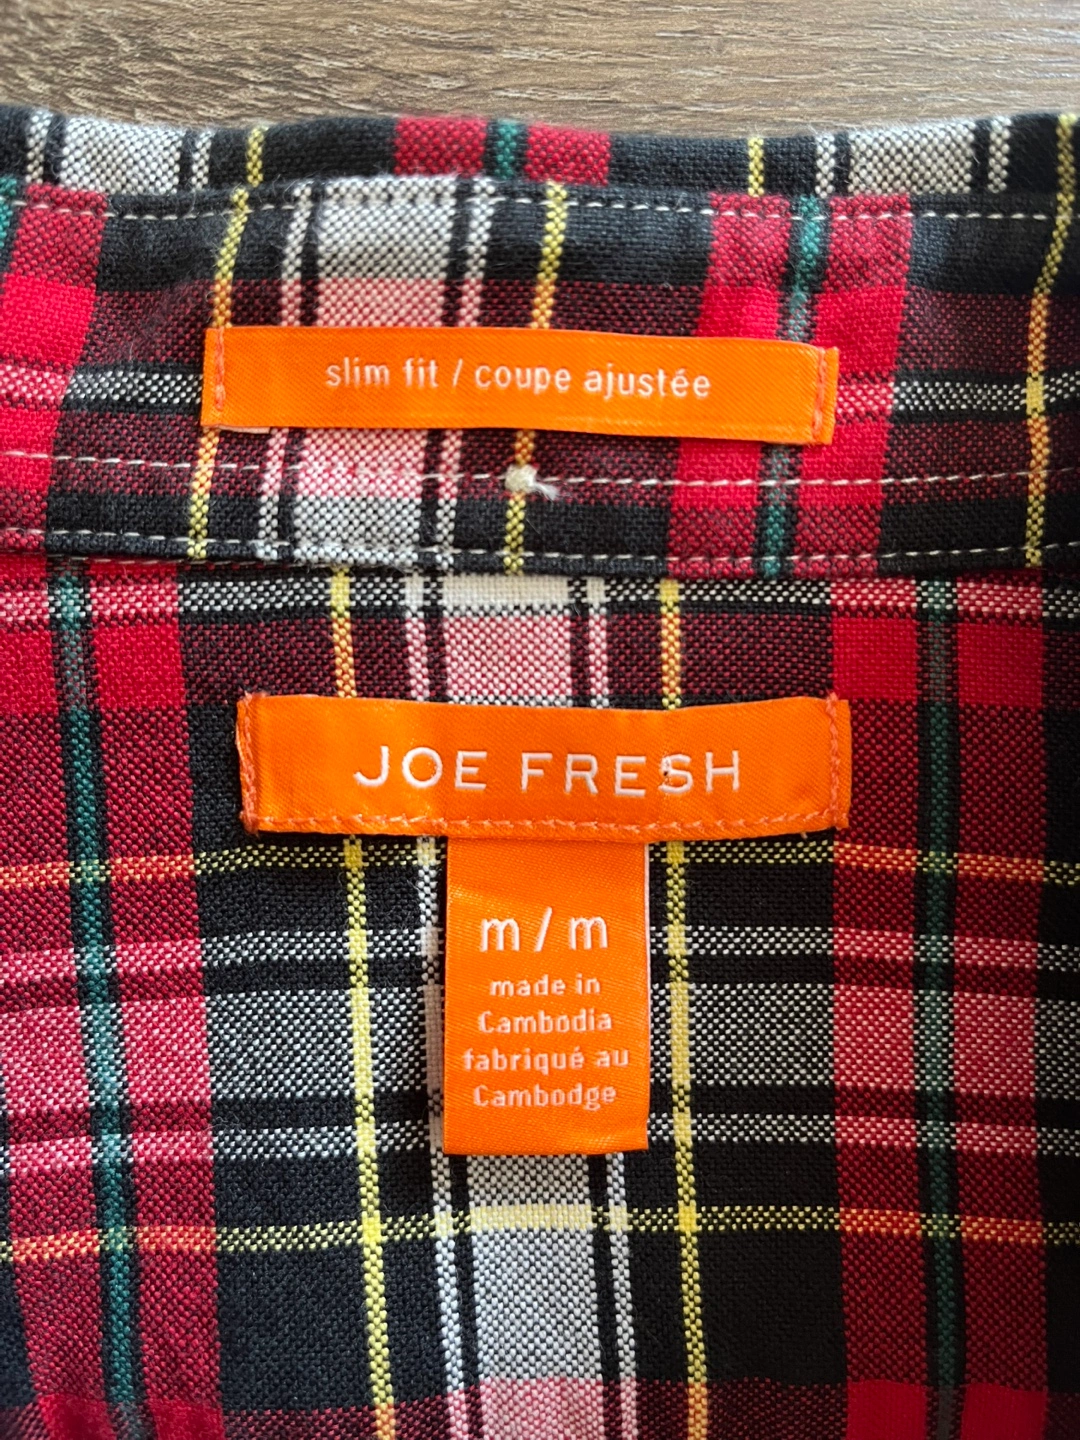 slim fit / coupe ajustée
JOE FRESH
m / m
made in
Cambodia
fabriqué au
Cambodge